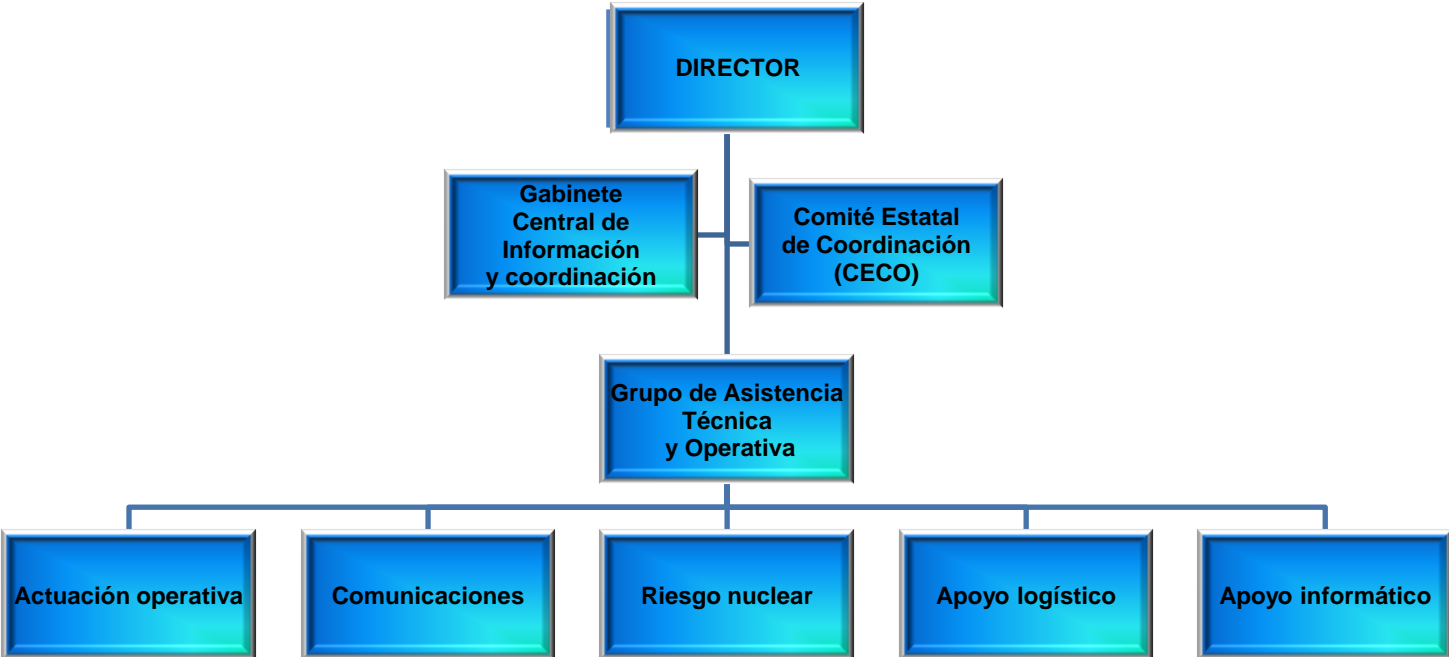 DIRECTOR
Gabinete
Central de
Información
y coordinación
Comité Estatal
de Coordinación
(CECO)
Grupo de Asistencia
Técnica
y Operativa
Actuación operativa
Comunicaciones
Riesgo nuclear
Apoyo logístico
Apoyo informático